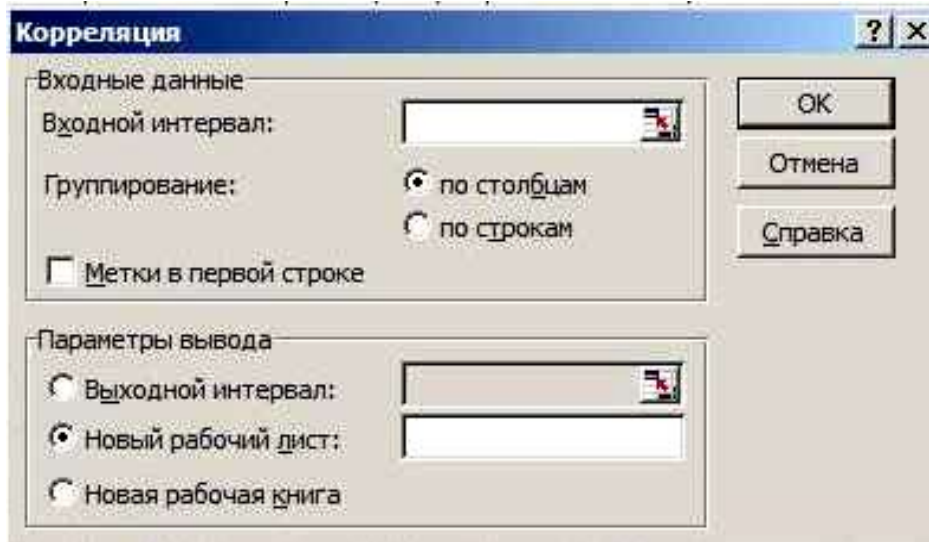 Корреляция
Входные данные
Входной интервал:
Группирование:
по столбцам
по строкам
Метки в первой строке
OK
Отмена
Справка
Параметры вывода
Выходной интервал:
Новый рабочий лист:
Новая рабочая книга